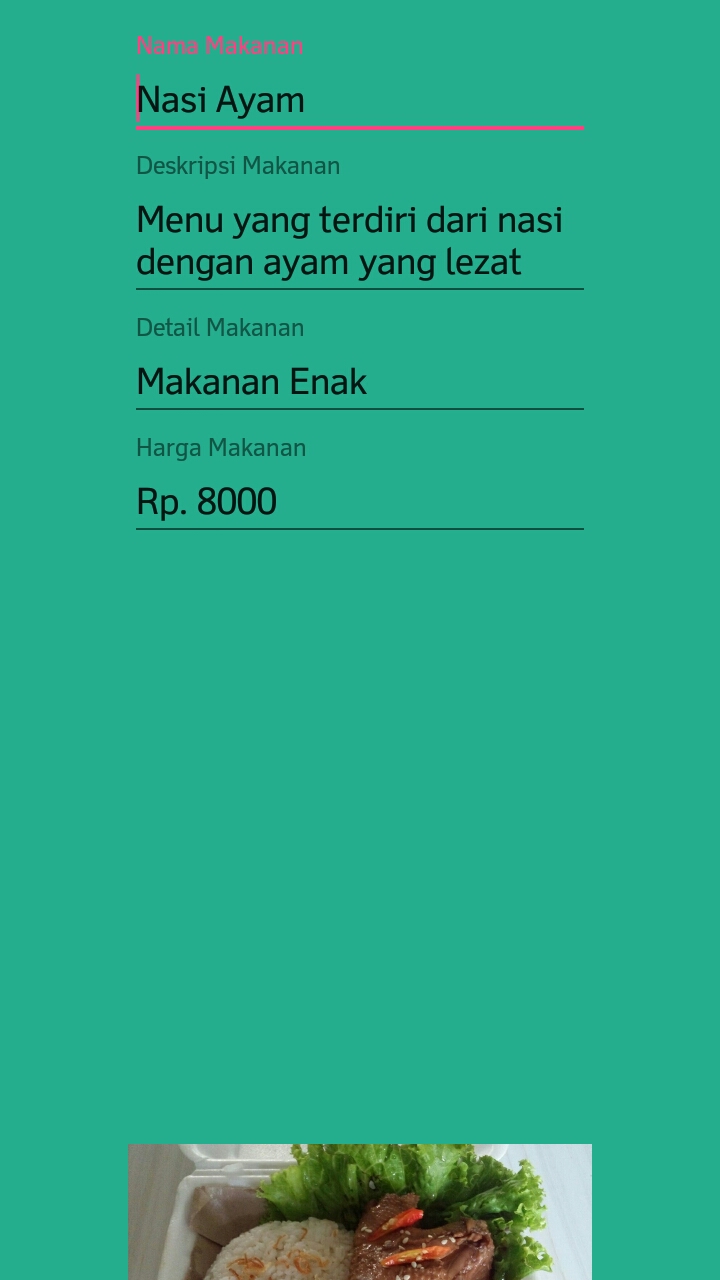 Nama Makanan
Nasi Ayam
Deskripsi Makanan
Menu yang terdiri dari nasi
dengan ayam yang lezat
Detail Makanan
Makanan Enak
Harga Makanan
Rp. 8000